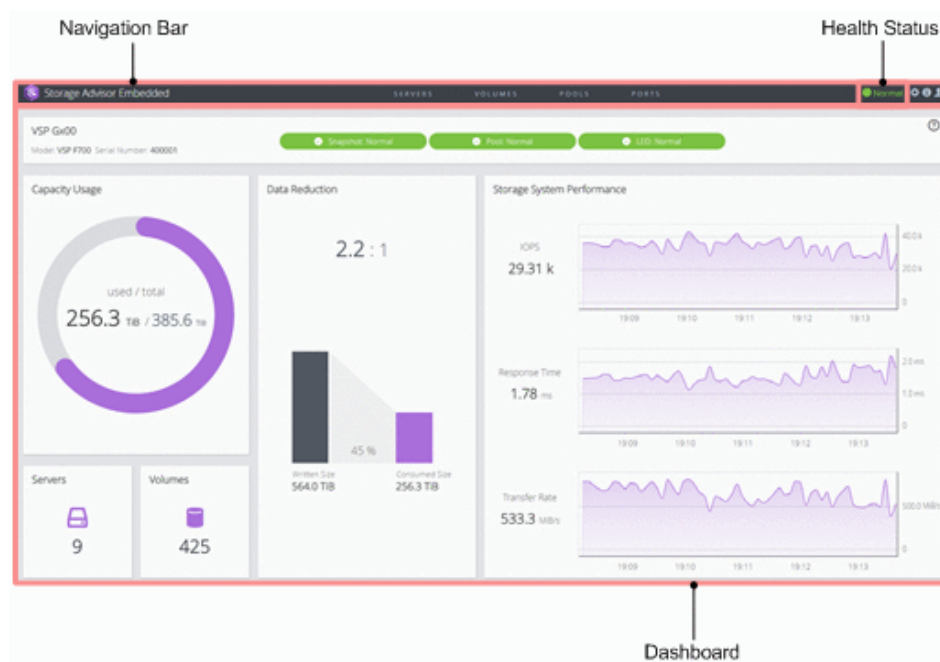 Navigation Bar
Health Status
Storage Advisor Embedded
SERVERS VOLUMES POOLS PORTS
Normal
VSP Gx00
Model: VSP F700 Serial Number: 400001
Snapshot: Normal
Pool: Normal
LED: Normal
Capacity Usage
used / total
256.3 TiB / 385.6 TiB
Servers
9
Volumes
425
Data Reduction
2.2 : 1
45 %
Written Size
564.0 TiB
Consumed Size
256.3 TiB
Storage System Performance
IOPS
29.31 k
40.0 k
20.0 k
0
19:09 19:10 19:11 19:12 19:13
Response Time
1.78 ms
2.0 ms
1.0 ms
0
19:09 19:10 19:11 19:12 19:13
Transfer Rate
533.3 MiB/s
500.0 MiB/s
0
19:09 19:10 19:11 19:12 19:13
Dashboard